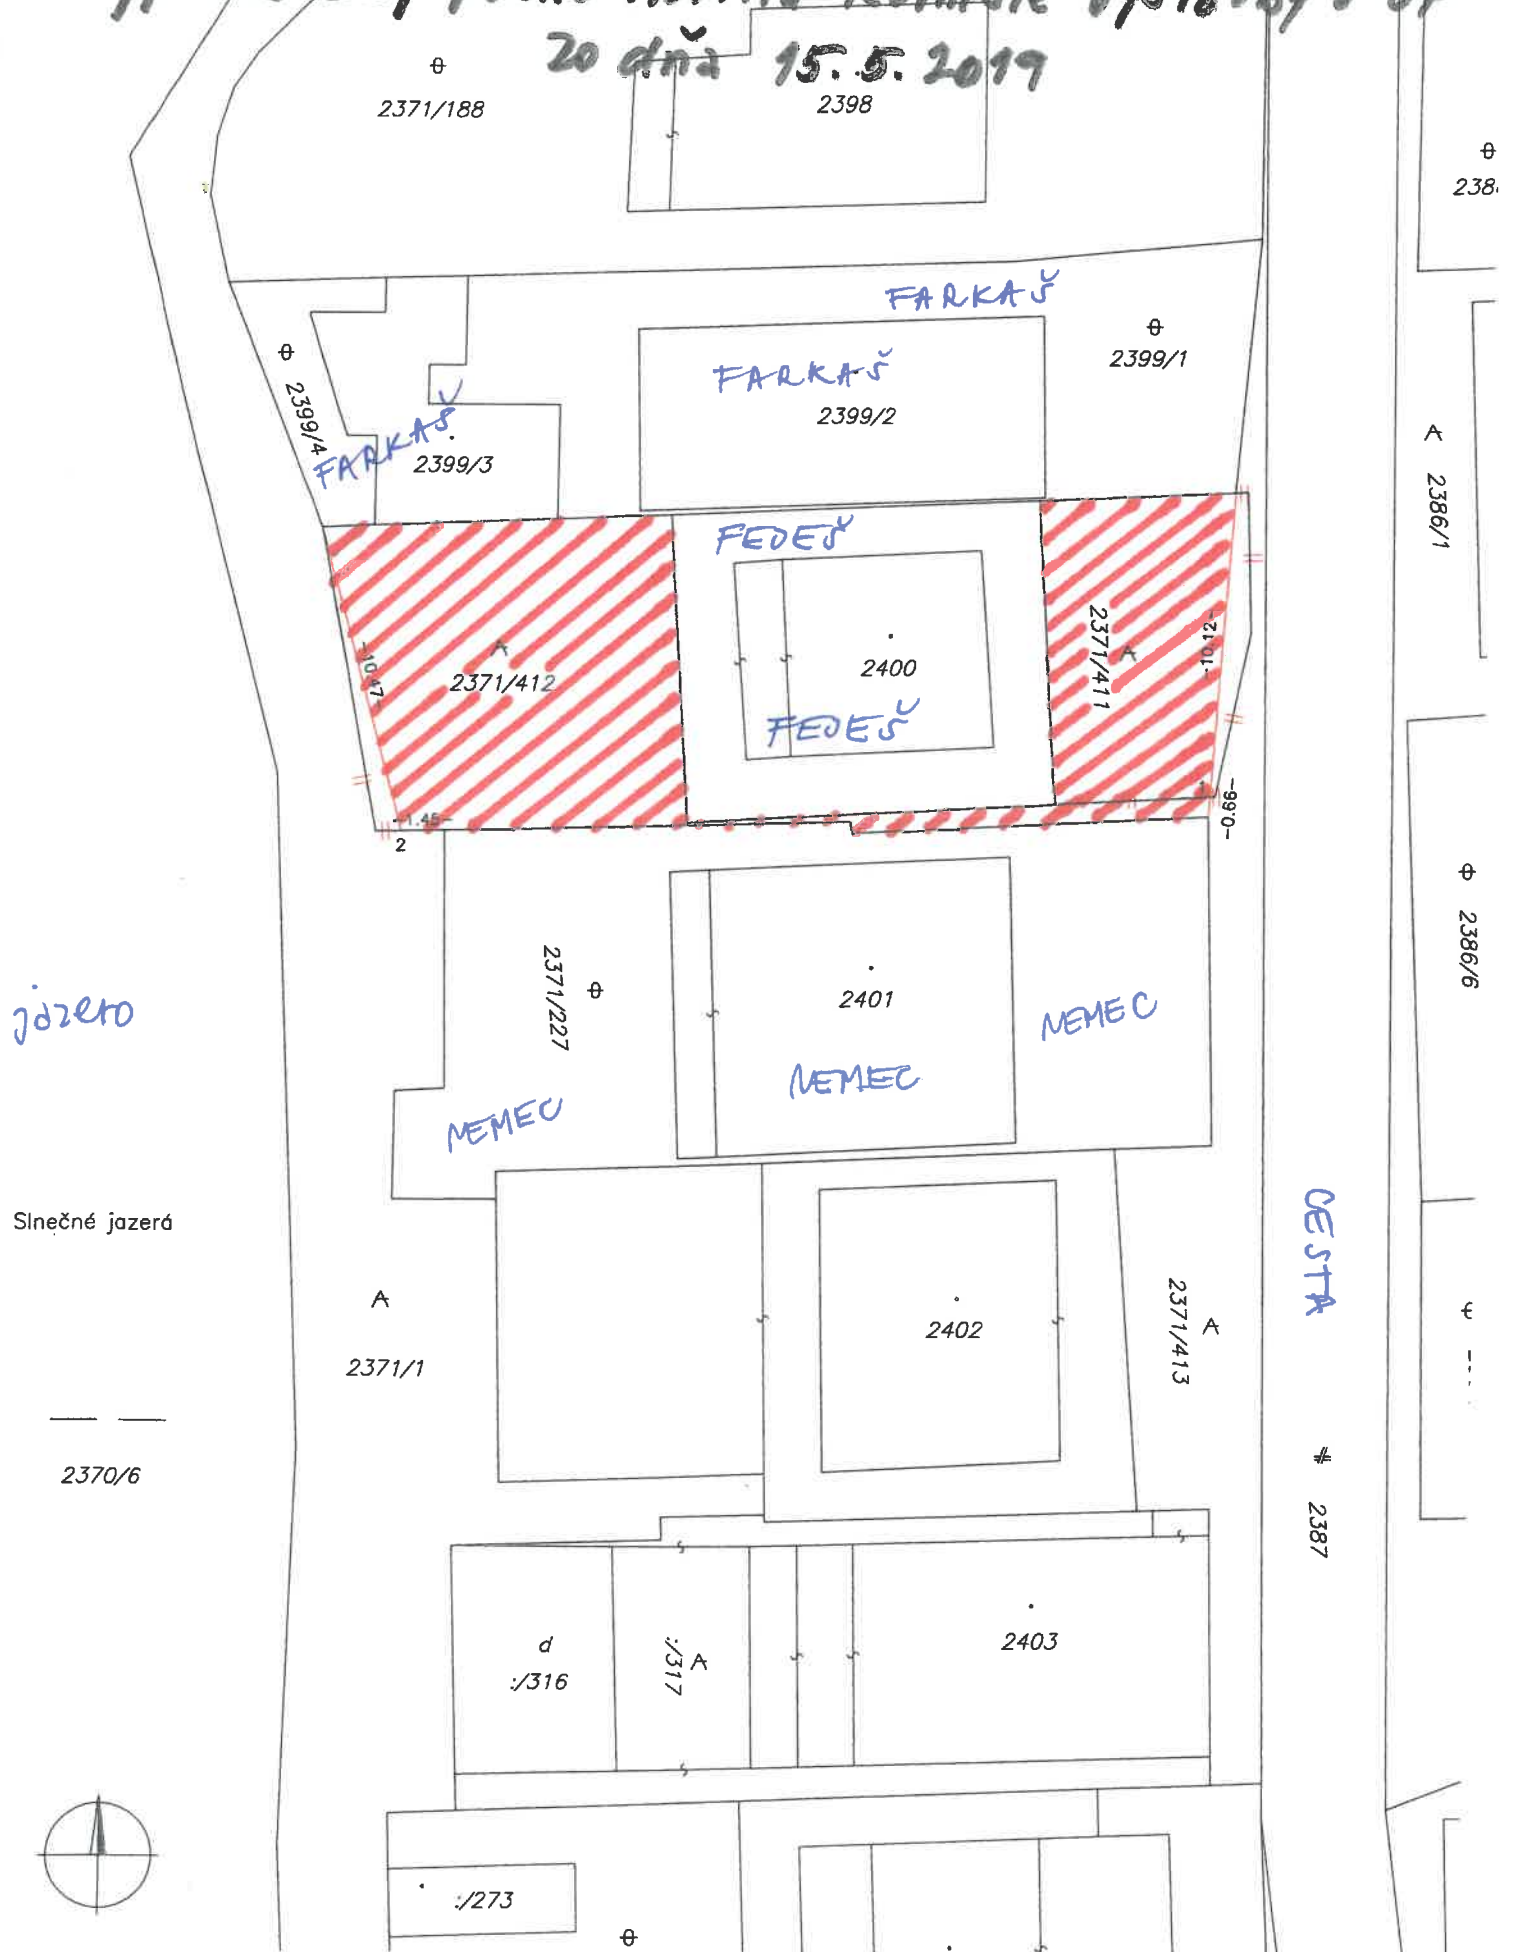 20 dňa 15.5.2019
2371/188
2398
238
FARKAŠ
2399/1
FARKAŠ
2399/2
2399/4
FARKAŠ
2399/3
A
2386/1
FEDEŠ
2400
FEDEŠ
-10.47-
A
2371/412
2371/411
A
-10.12-
-1.45-
2
1
-0.66-
2386/6
jazero
2371/227
2401
NEMEC
NEMEC
NEMEC
Slnečné jazerá
CESTA
A
2371/1
2402
2371/413
A
2370/6
2387
d
:/316
:/317
A
2403
:/273